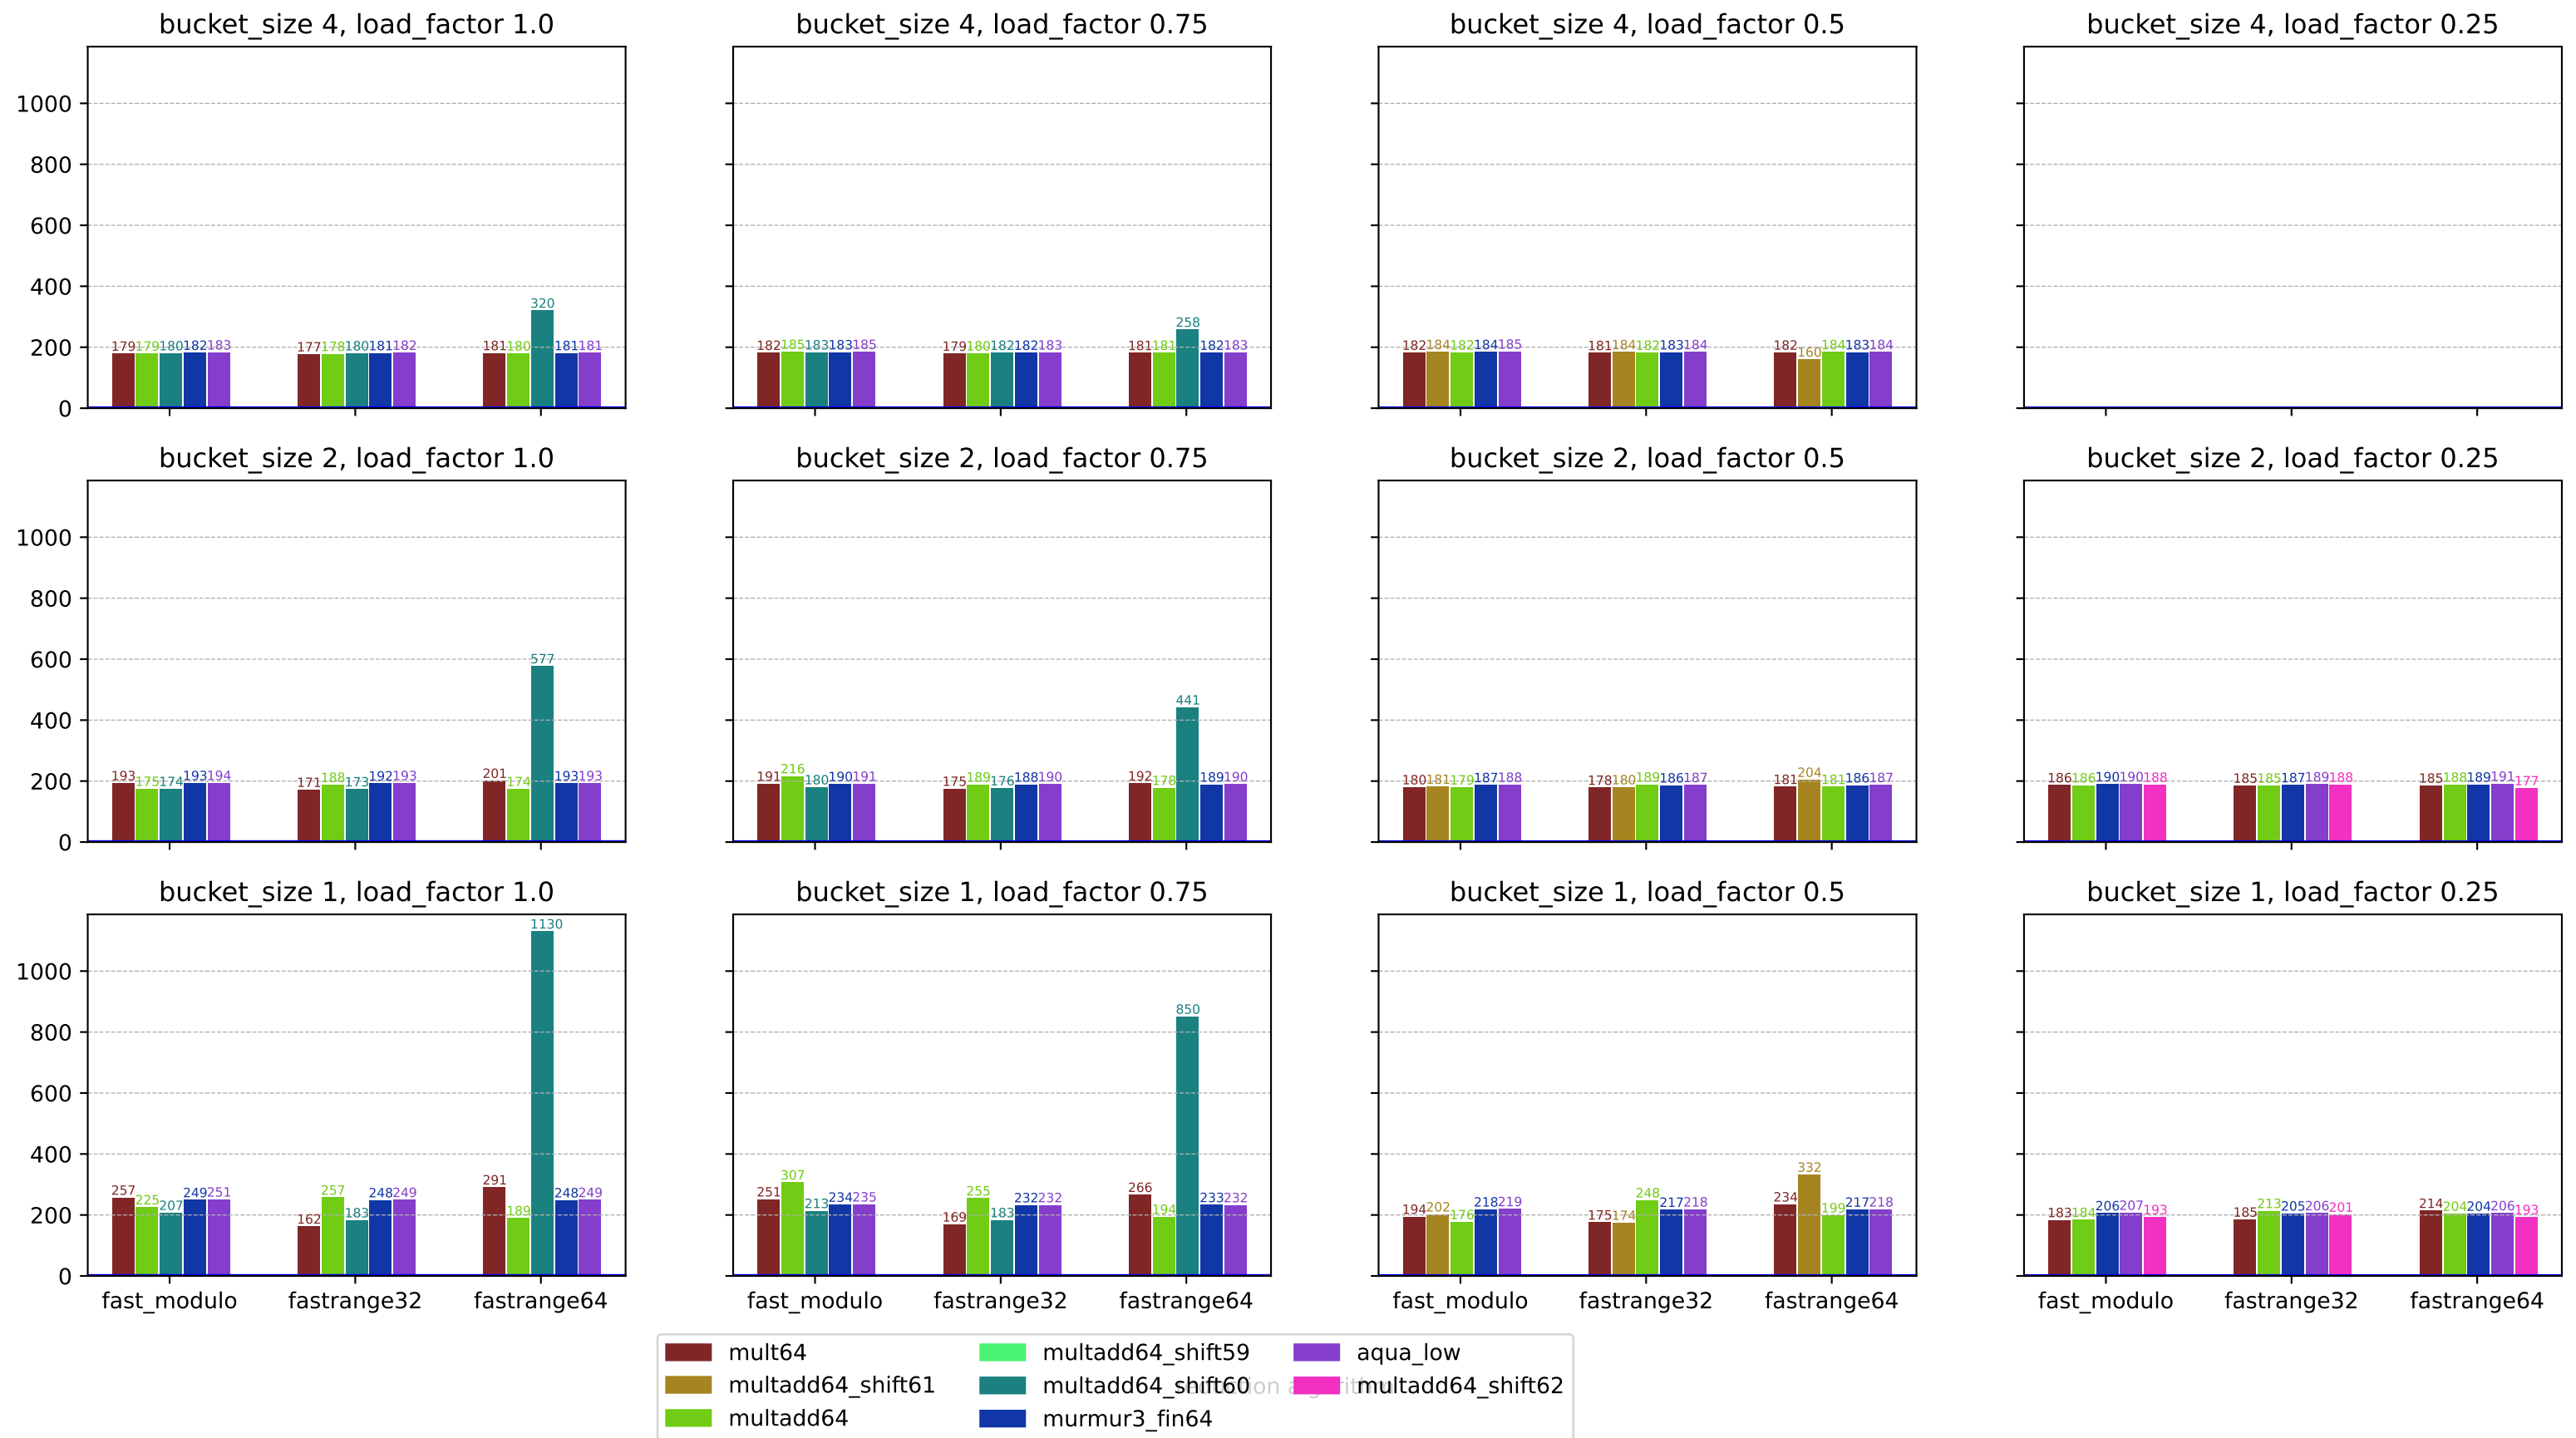 bucket_size 4, load_factor 1.0
bucket_size 4, load_factor 0.75
bucket_size 4, load_factor 0.5
bucket_size 4, load_factor 0.25
1000
800
600
400
200
0
179 179 180 182 183
177 178 180 181 182
181 180 320 181 181
182 185 183 183 185
179 180 182 182 183
181 181 258 182 183
182 184 182 184 185
181 184 182 183 184
182 160 184 183 184
bucket_size 2, load_factor 1.0
bucket_size 2, load_factor 0.75
bucket_size 2, load_factor 0.5
bucket_size 2, load_factor 0.25
1000
800
600
400
200
0
193 175 174 193 194
171 188 173 192 193
201 174 577 193 193
191 216 180 190 191
175 189 176 188 190
192 178 441 189 190
180 181 179 187 188
178 180 189 186 187
181 204 181 186 187
186 186 190 190 188
185 185 187 189 188
185 188 189 191 177
bucket_size 1, load_factor 1.0
bucket_size 1, load_factor 0.75
bucket_size 1, load_factor 0.5
bucket_size 1, load_factor 0.25
1000
800
600
400
200
0
257 225 207 249 251
162 257 183 248 249
291 189 1130 248 249
251 307 213 234 235
169 255 183 232 232
266 194 850 233 232
194 202 176 218 219
175 174 248 217 218
234 332 199 217 218
183 184 206 207 193
185 213 205 206 201
214 204 204 206 193
fast_modulo fastrange32 fastrange64
fast_modulo fastrange32 fastrange64
fast_modulo fastrange32 fastrange64
fast_modulo fastrange32 fastrange64
mult64
multadd64_shift61
multadd64
multadd64_shift59
multadd64_shift60
murmur3_fin64
aqua_low
multadd64_shift62